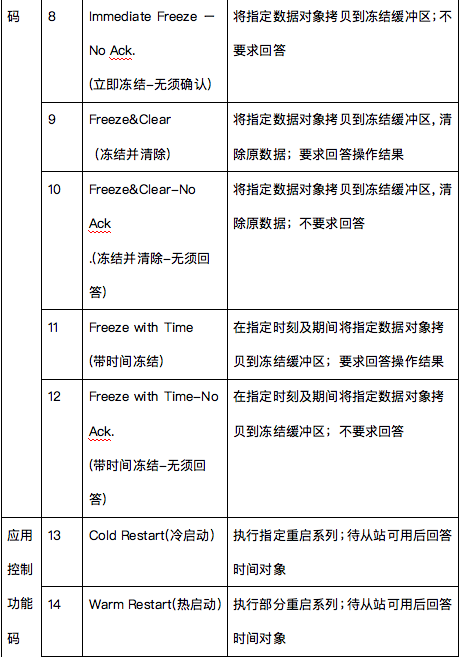 码
8
Immediate Freeze –
No Ack.
(立即冻结-无须确认)
将指定数据对象拷贝到冻结缓冲区；不
要求回答
9
Freeze&Clear
（冻结并清除）
将指定数据对象拷贝到冻结缓冲区, 清
除原数据；要求回答操作结果
10
Freeze&Clear-No
Ack
.(冻结并清除-无须回
答)
将指定数据对象拷贝到冻结缓冲区, 清
除原数据；不要求回答
11
Freeze with Time
(带时间冻结)
在指定时刻及期间将指定数据对象拷
贝到冻结缓冲区；要求回答操作结果
12
Freeze with Time-No
Ack.
(带时间冻结-无须回
答)
在指定时刻及期间将指定数据对象拷
贝到冻结缓冲区；不要求回答
应用
控制
功能
码
13
Cold Restart(冷启动)
执行指定重启系列；待从站可用后回答
时间对象
14
Warm Restart(热启动)
执行部分重启系列；待从站可用后回答
时间对象